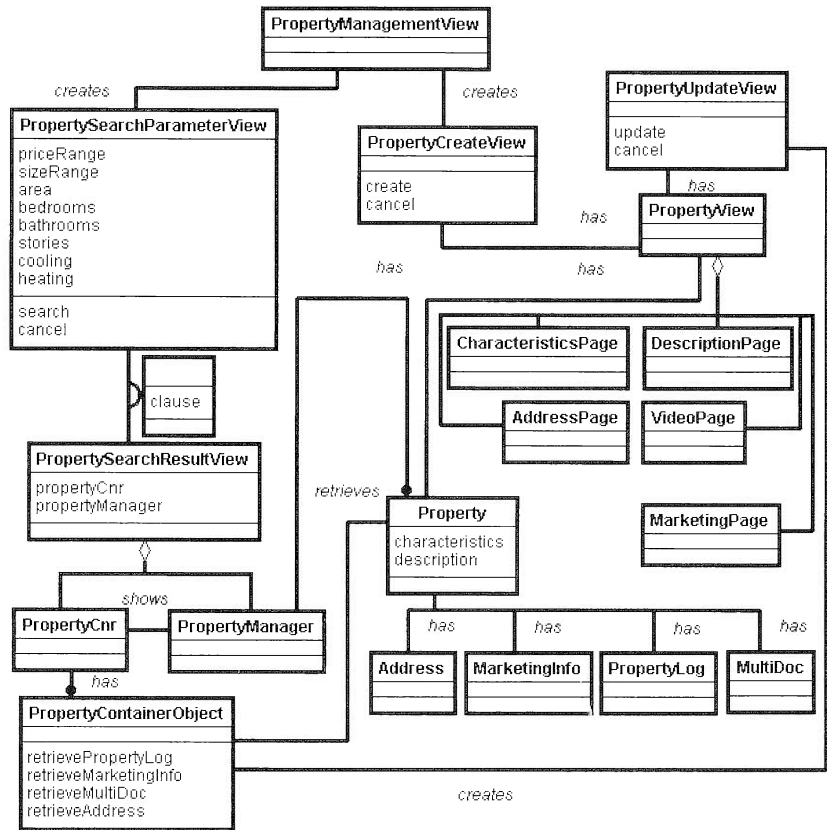 PropertyManagementView
creates
creates
PropertySearchParameterView
priceRange
sizeRange
area
bedrooms
bathrooms
stories
cooling
heating
search
cancel
PropertyCreateView
create
cancel
PropertyUpdateView
update
cancel
has
PropertyView
has
has
has
CharacteristicsPage
DescriptionPage
AddressPage
VideoPage
MarketingPage
clause
PropertySearchResultView
propertyCnr
propertyManager
retrieves
Property
characteristics
description
shows
PropertyCnr
PropertyManager
has
has
has
has
Address
MarketingInfo
PropertyLog
MultiDoc
has
PropertyContainerObject
retrievePropertyLog
retrieveMarketingInfo
retrieveMultiDoc
retrieveAddress
creates